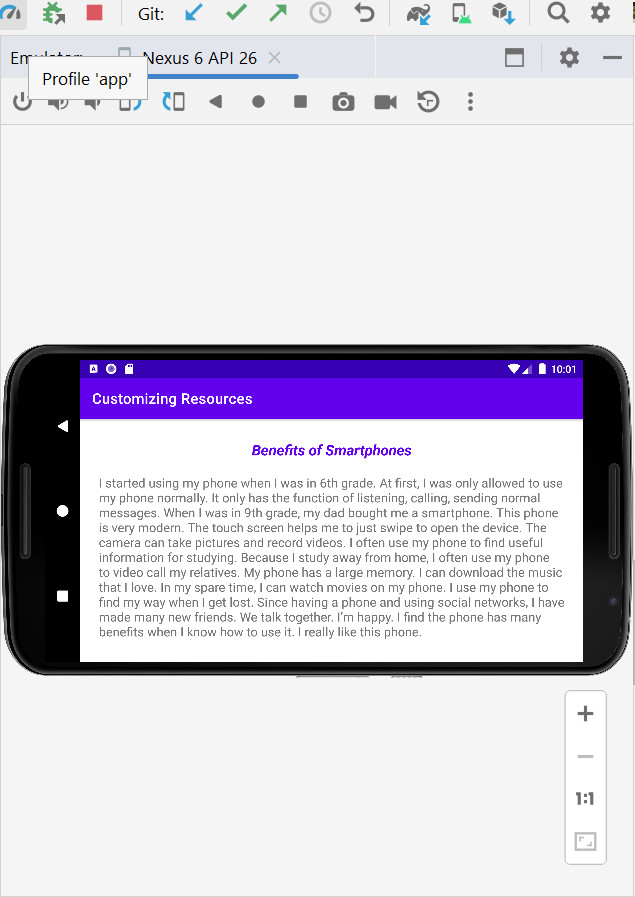 Git:
Nexus 6 API 26
Profile 'app'
10:01
Customizing Resources
Benefits of Smartphones
I started using my phone when I was in 6th grade. At first, I was only allowed to use
my phone normally. It only has the function of listening, calling, sending normal
messages. When I was in 9th grade, my dad bought me a smartphone. This phone
is very modern. The touch screen helps me to just swipe to open the device. The
camera can take pictures and record videos. I often use my phone to find useful
information for studying. Because I study away from home, I often use my phone
to video call my relatives. My phone has a large memory. I can download the music
that I love. In my spare time, I can watch movies on my phone. I use my phone to
find my way when I get lost. Since having a phone and using social networks, I have
made many new friends. We talk together. I'm happy. I find the phone has many
benefits when I know how to use it. I really like this phone.
1:1